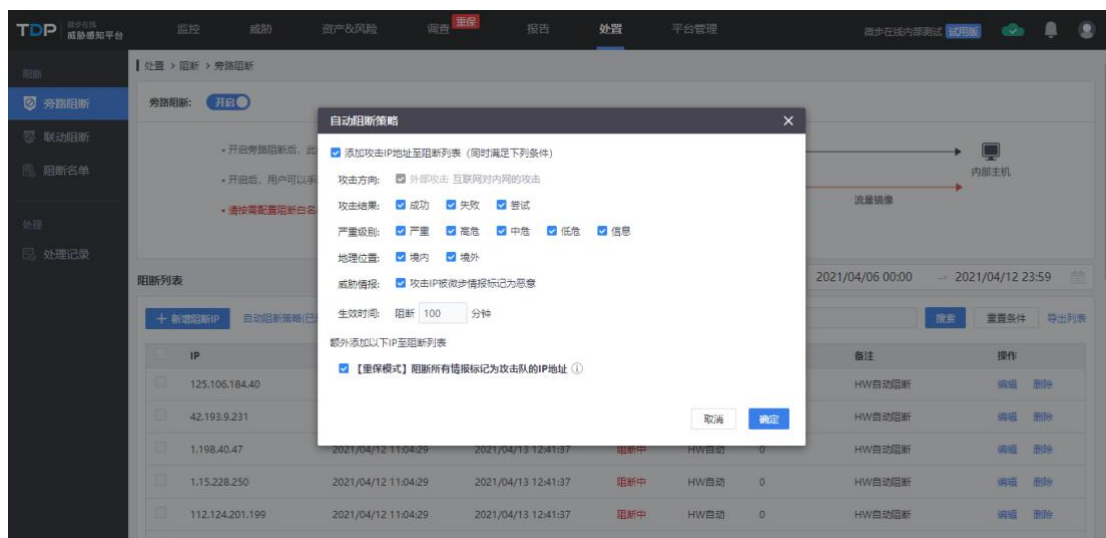 TDP 微步在线 威胁感知平台 监控 威胁 资产&风险 调查 重保 报告 处置 平台管理 微步在线内部测试 试用版
阻断
旁路阻断
联动阻断
阻断名单
处理
处理记录
处置 > 阻断 > 旁路阻断
旁路阻断: 开启
• 开启旁路阻断后,此
• 开启后,用户可以手
• 请按需配置阻断白名
内部主机
流量镜像
自动阻断策略
添加攻击IP地址至阻断列表(同时满足下列条件)
攻击方向: 外部攻击 互联网对内网的攻击
攻击结果: 成功 失败 尝试
严重级别: 严重 高危 中危 低危 信息
地理位置: 境内 境外
威胁情报: 攻击IP被微步情报标记为恶意
生效时间: 阻断 100 分钟
额外添加以下IP至阻断列表
【重保模式】阻断所有情报标记为攻击队的IP地址
取消 确定
阻断列表 2021/04/06 00:00 → 2021/04/12 23:59
+ 新增阻断IP 自动阻断策略(已 搜索 重置条件 导出列表
IP 备注 操作
125.106.184.40 HW自动阻断 编辑 删除
42.193.9.231 HW自动阻断 编辑 删除
1.198.40.47 2021/04/12 11:04:29 2021/04/13 12:41:37 阻断中 HW自动 0 HW自动阻断 编辑 删除
1.15.228.250 2021/04/12 11:04:29 2021/04/13 12:41:37 阻断中 HW自动 0 HW自动阻断 编辑 删除
112.124.201.199 2021/04/12 11:04:29 2021/04/13 12:41:37 阻断中 HW自动 0 HW自动阻断 编辑 删除